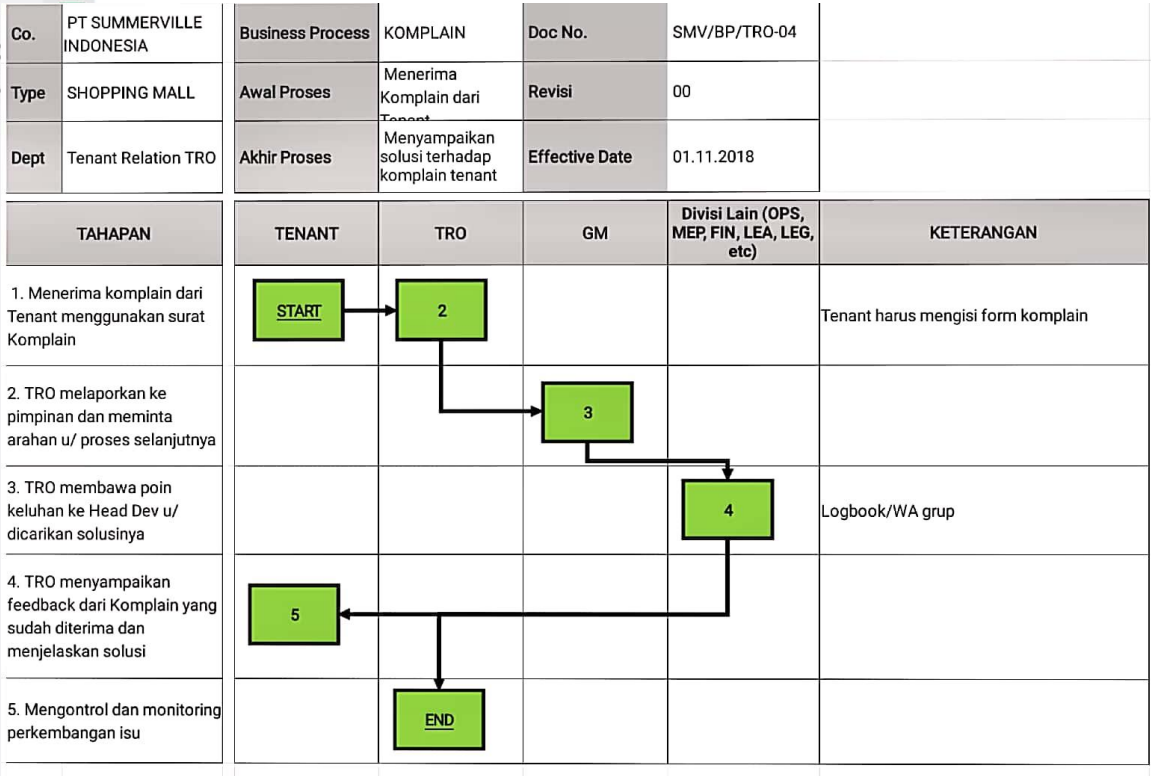 Co.
PT SUMMERVILLE
INDONESIA
Business Process
KOMPLAIN
Doc No.
SMV/BP/TRO-04
Type
SHOPPING MALL
Awal Proses
Menerima
Komplain dari
Tenant
Revisi
00
Dept
Tenant Relation TRO
Akhir Proses
Menyampaikan
solusi terhadap
komplain tenant
Effective Date
01.11.2018
TAHAPAN
TENANT
TRO
GM
Divisi Lain (OPS,
MEP, FIN, LEA, LEG,
etc)
KETERANGAN
1. Menerima komplain dari
Tenant menggunakan surat
Komplain
START
2
Tenant harus mengisi form komplain
2. TRO melaporkan ke
pimpinan dan meminta
arahan u/ proses selanjutnya
3
3. TRO membawa poin
keluhan ke Head Dev u/
dicarikan solusinya
4
Logbook/WA grup
4. TRO menyampaikan
feedback dari Komplain yang
sudah diterima dan
menjelaskan solusi
5
5. Mengontrol dan monitoring
perkembangan isu
END